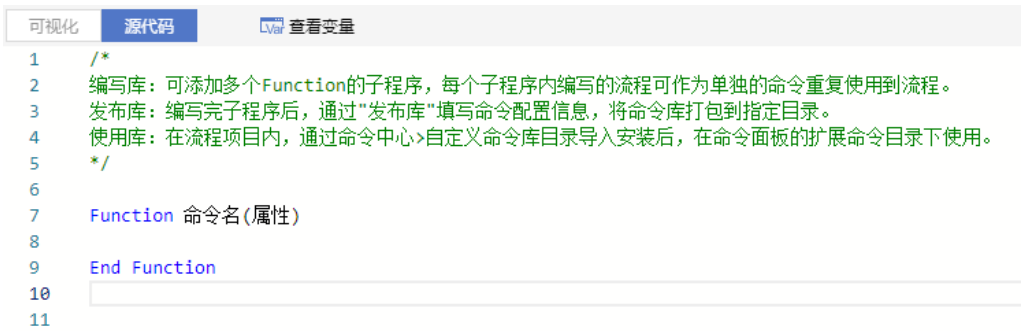 可视化 源代码 Lvar 查看变量
1 /*
2 编写库：可添加多个Function的子程序，每个子程序内编写的流程可作为单独的命令重复使用到流程。
3 发布库：编写完子程序后，通过"发布库"填写命令配置信息，将命令库打包到指定目录。
4 使用库：在流程项目内，通过命令中心>自定义命令库目录导入安装后，在命令面板的扩展命令目录下使用。
5 */
6
7 Function 命令名(属性)
8
9 End Function
10
11